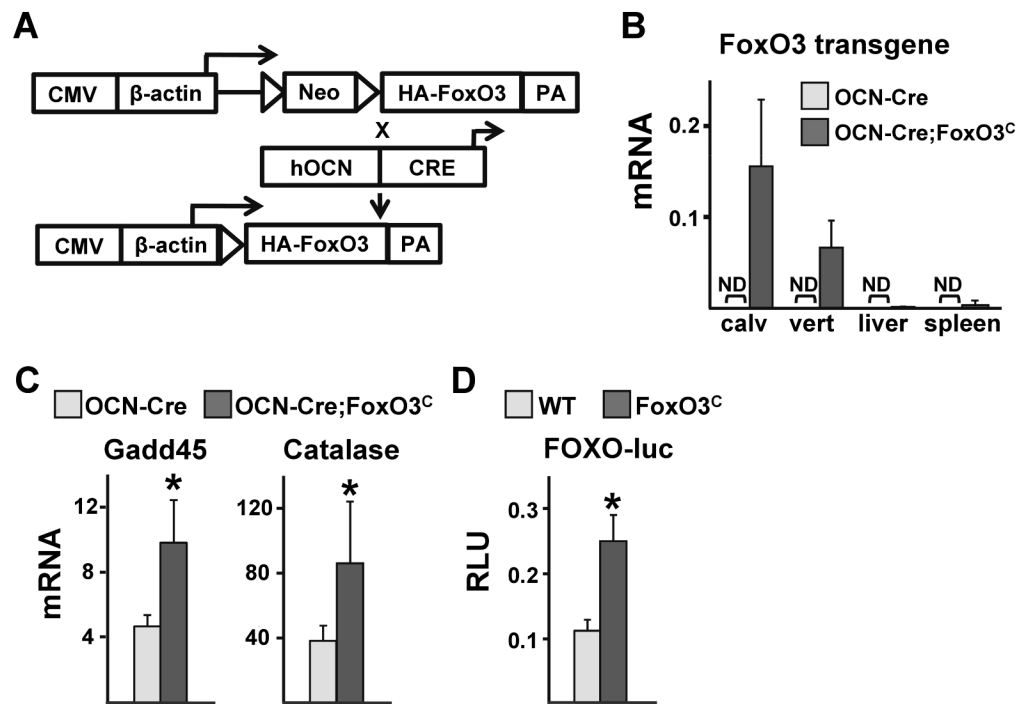 A
CMV β-actin Neo HA-FoxO3 PA
X
hOCN CRE
CMV β-actin HA-FoxO3 PA
B
FoxO3 transgene
OCN-Cre
OCN-Cre;FoxO3ᶜ
mRNA
0.2
0.1
ND ND ND ND
calv vert liver spleen
C
OCN-Cre OCN-Cre;FoxO3ᶜ
Gadd45
mRNA
12
8
4
*
Catalase
120
80
40
*
D
WT FoxO3ᶜ
FOXO-luc
RLU
0.3
0.2
0.1
*